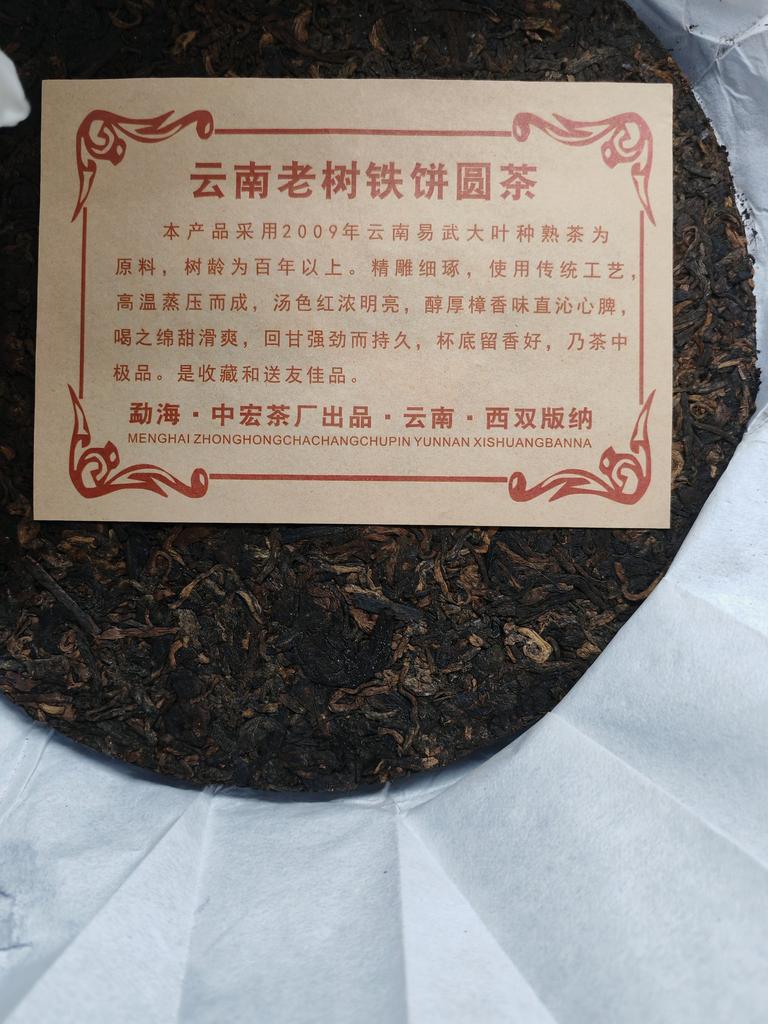 云南老树铁饼圆茶
本产品采用2009年云南易武大叶种熟茶为
原料，树龄为百年以上。精雕细琢，使用传统工艺，
高温蒸压而成，汤色红浓明亮，醇厚樟香味直沁心脾，
喝之绵甜滑爽，回甘强劲而持久，杯底留香好，乃茶中
极品。是收藏和送友佳品。
勐海·中宏茶厂出品·云南·西双版纳
MENGHAI ZHONGHONGCHACHANGCHUPIN YUNNAN XISHUANGBANNA